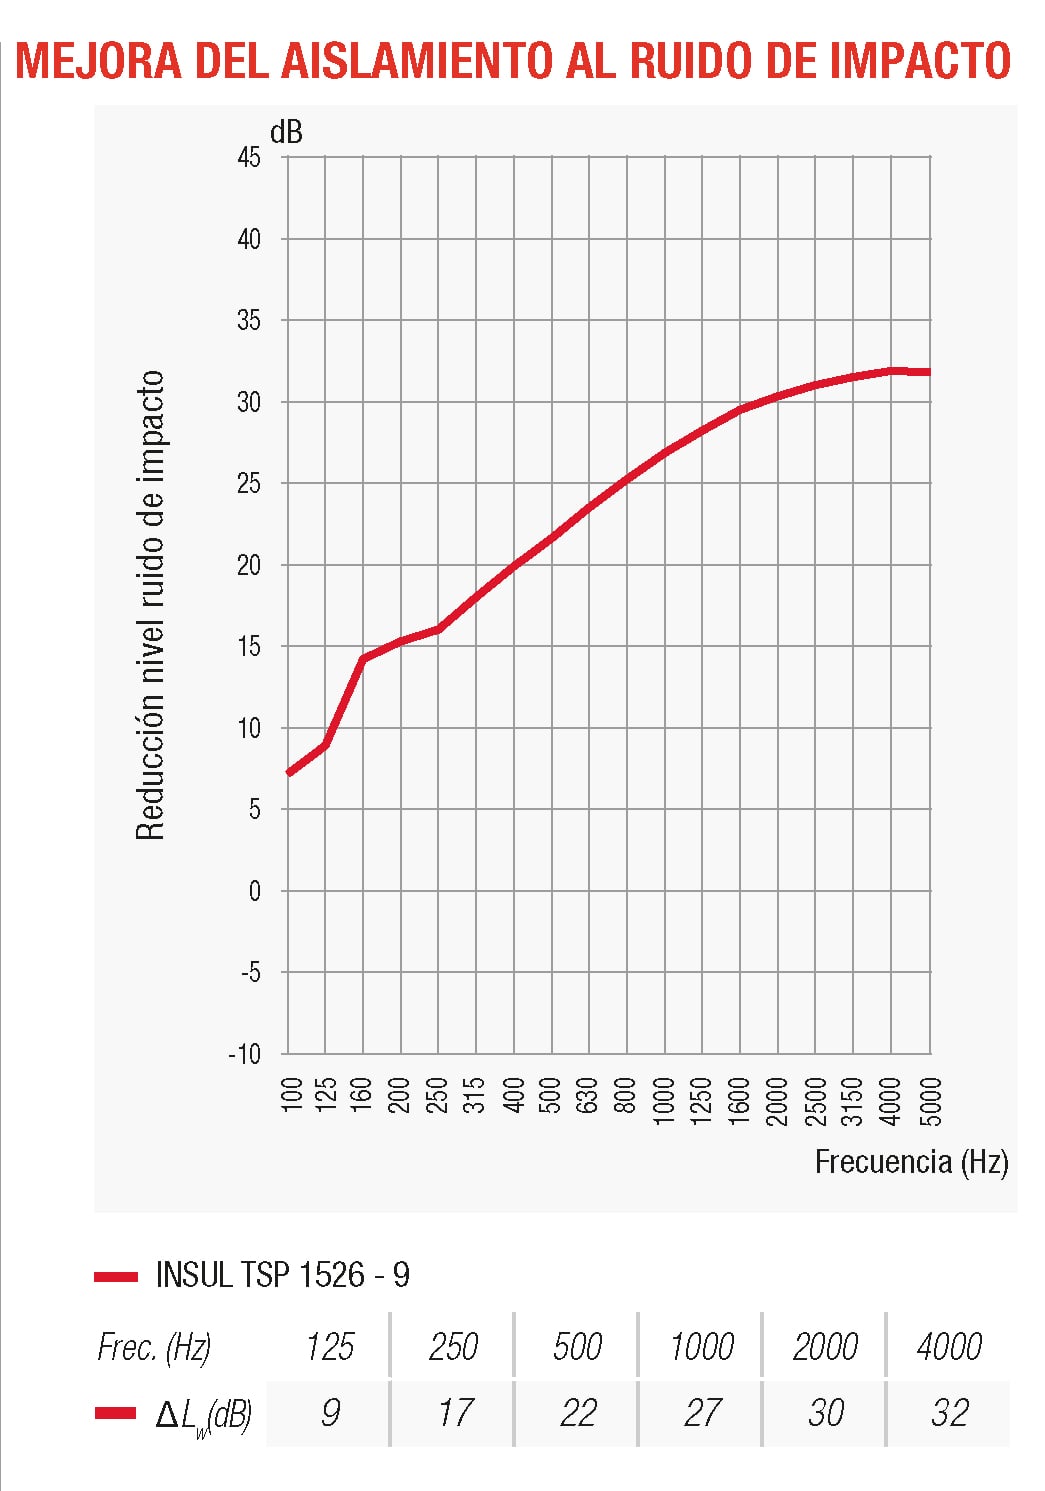 MEJORA DEL AISLAMIENTO AL RUIDO DE IMPACTO
dB
45
40
35
30
25
20
15
10
5
0
-5
-10
Reducción nivel ruido de impacto
100 125 160 200 250 315 400 500 630 800 1000 1250 1600 2000 2500 3150 4000 5000
Frecuencia (Hz)
INSUL TSP 1526 - 9
Frec. (Hz) 125 250 500 1000 2000 4000
Δ Lw(dB) 9 17 22 27 30 32